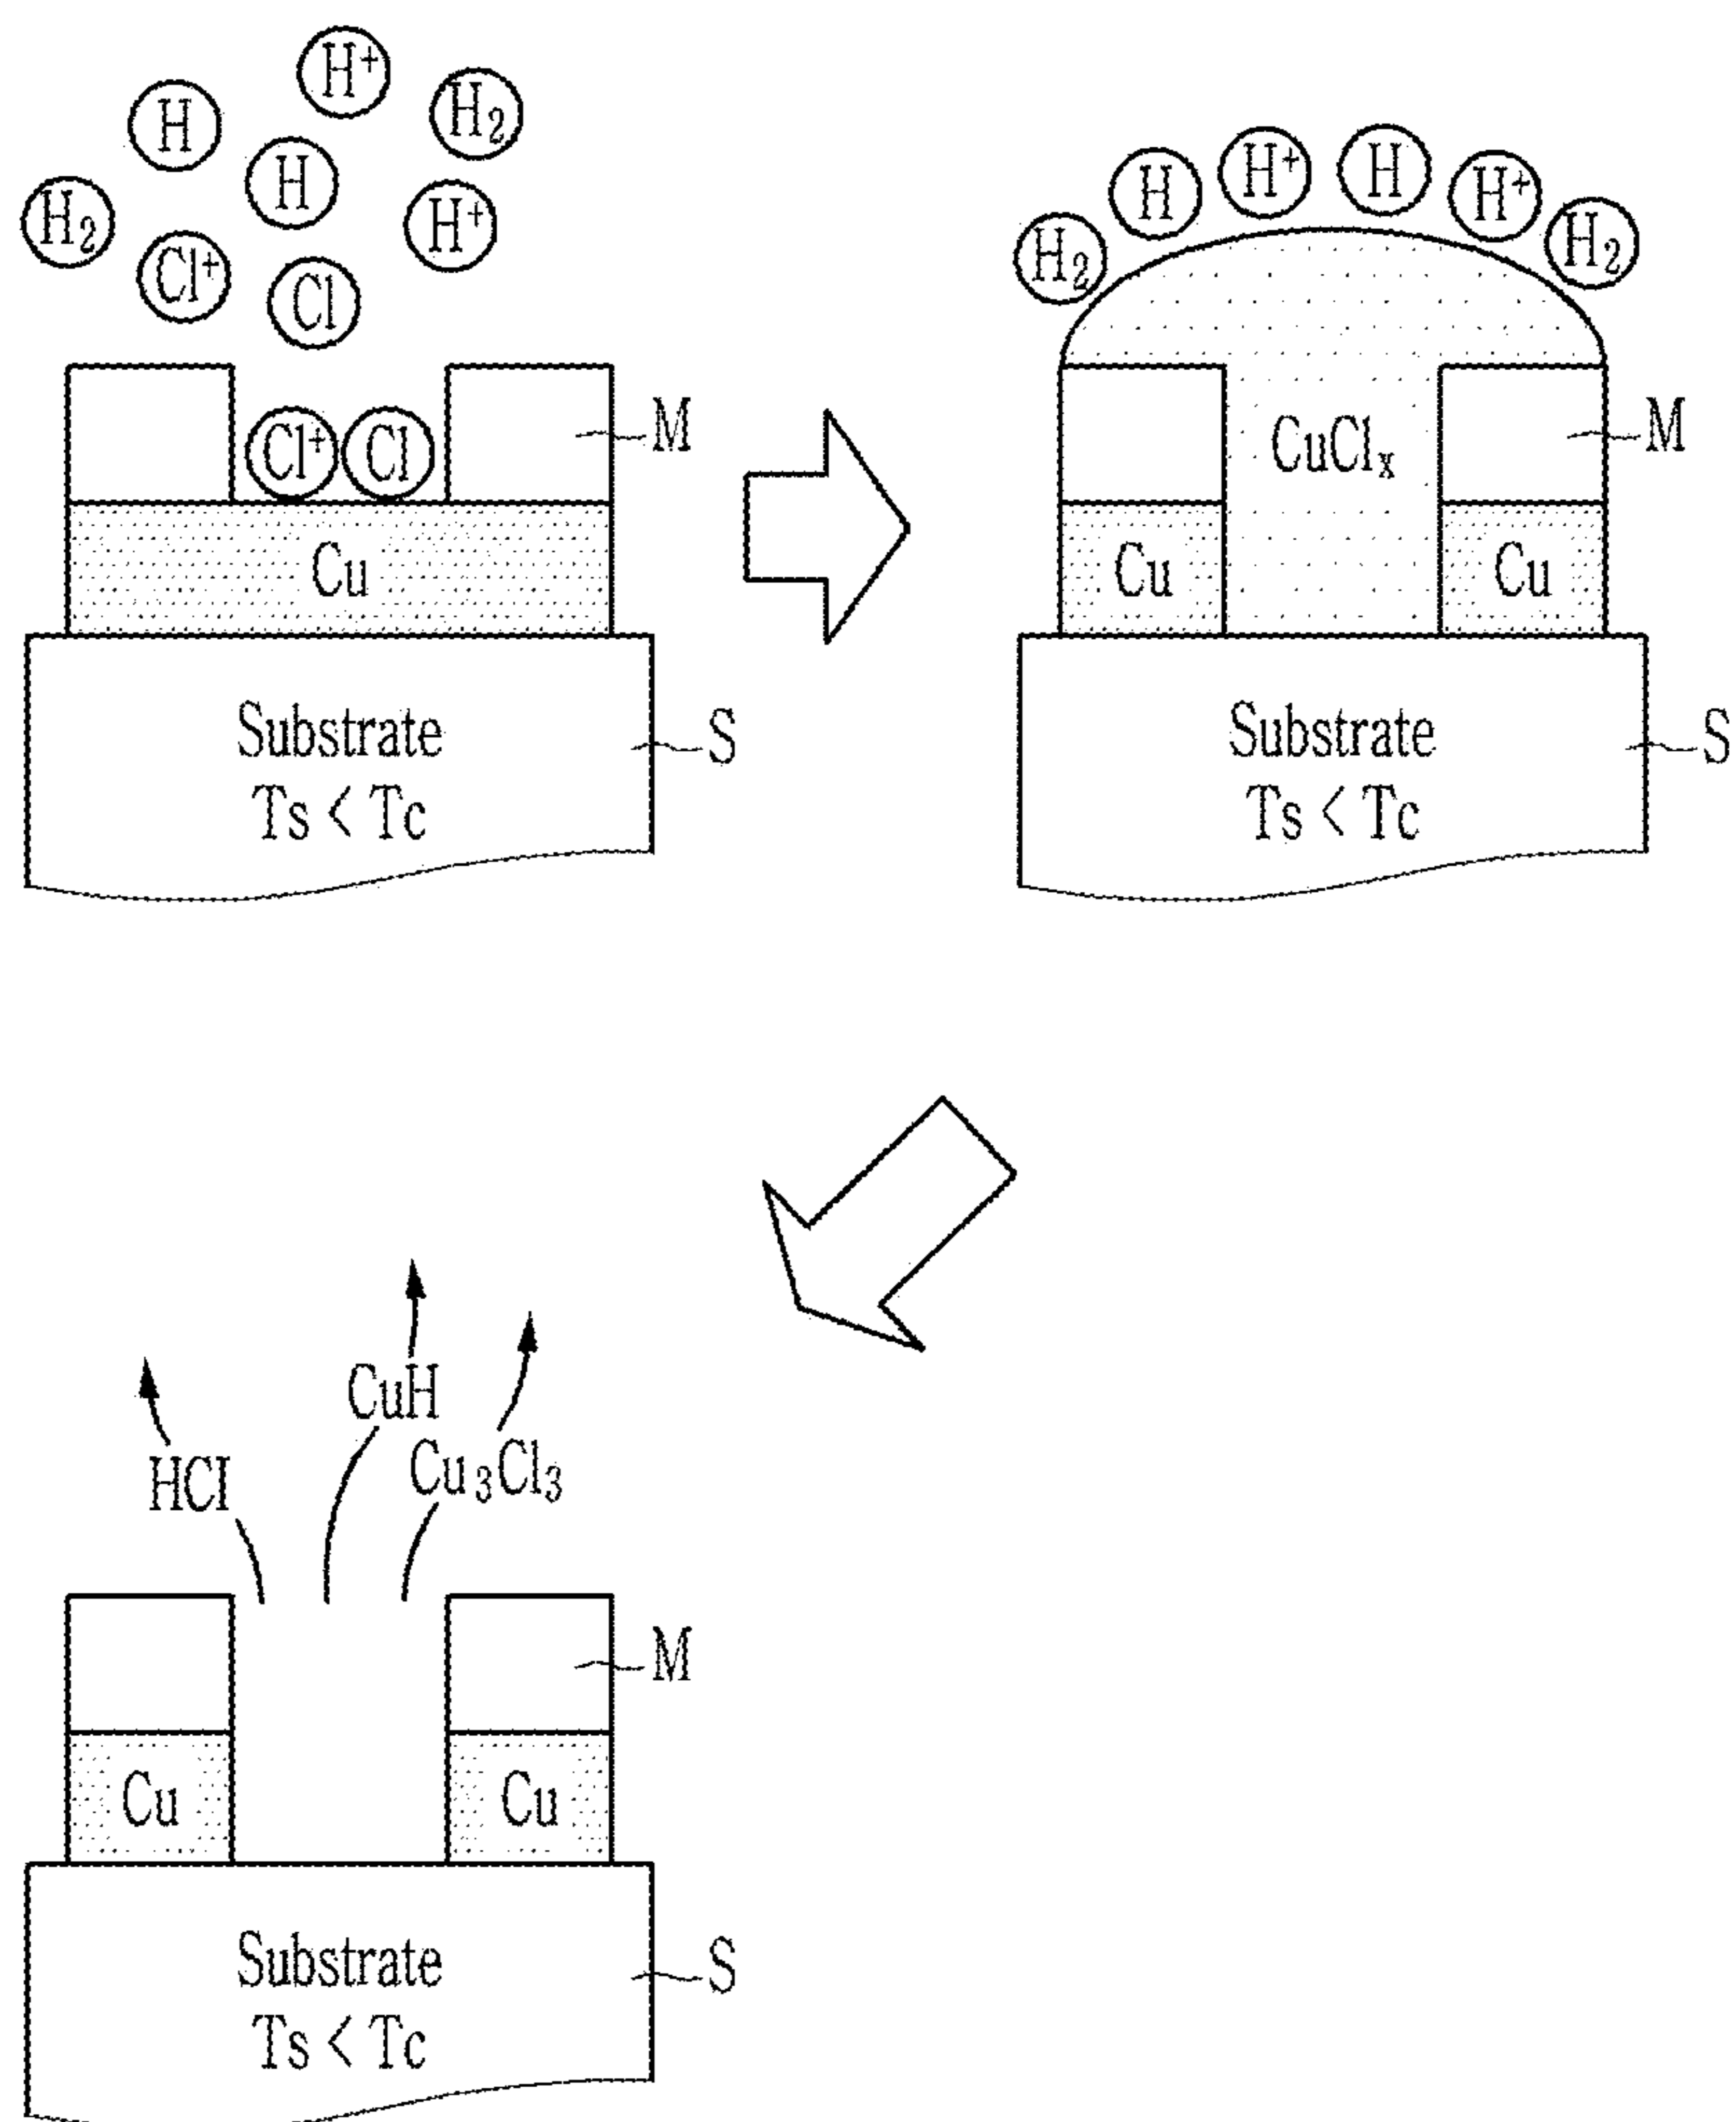 H⁺
H
H₂
H
H₂
H⁺
Cl⁺
Cl
Cl⁺
Cl
M
Cu
Substrate
Ts < Tc
S
H₂
H
H⁺
H
H⁺
H₂
CuClₓ
M
Cu
Cu
Substrate
Ts < Tc
S
CuH
HCl
Cu₃Cl₃
M
Cu
Cu
Substrate
Ts < Tc
S